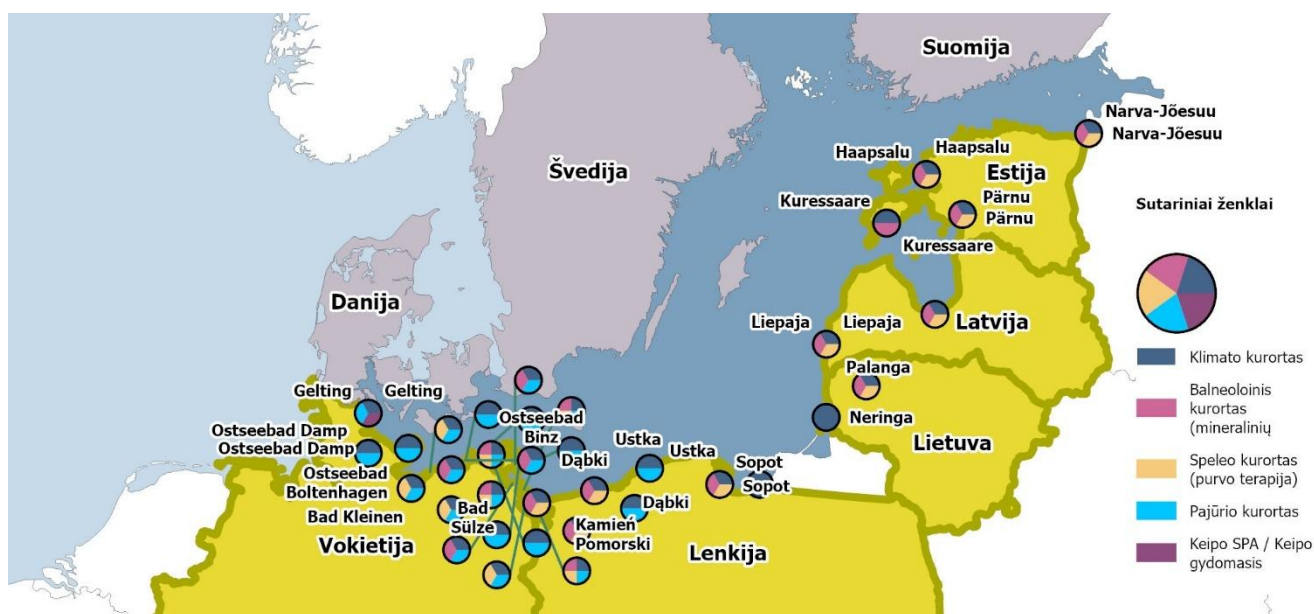 Suomija
Narva-Jõesuu
Narva-Jõesuu
Haapsalu
Haapsalu
Estija
Švedija
Kuressaare
Pärnu
Pärnu
Kuressaare
Sutariniai ženklai
Danija
Liepaja
Liepaja
Latvija
Klimato kurortas
Palanga
Balneoloinis
kurortas
(mineralinių
Gelting
Gelting
Neringa
Ostseebad
Binz
Ostseebad Damp
Ostseebad Damp
Ustka
Ustka
Lietuva
Speleo kurortas
(purvo terapija)
Dąbki
Sopot
Sopot
Ostseebad
Boltenhagen
Dąbki
Pajūrio kurortas
Bad Kleinen
Bad
Sülze
Kamień
Pomorski
Vokietija
Lenkija
Keipo SPA / Keipo
gydomasis